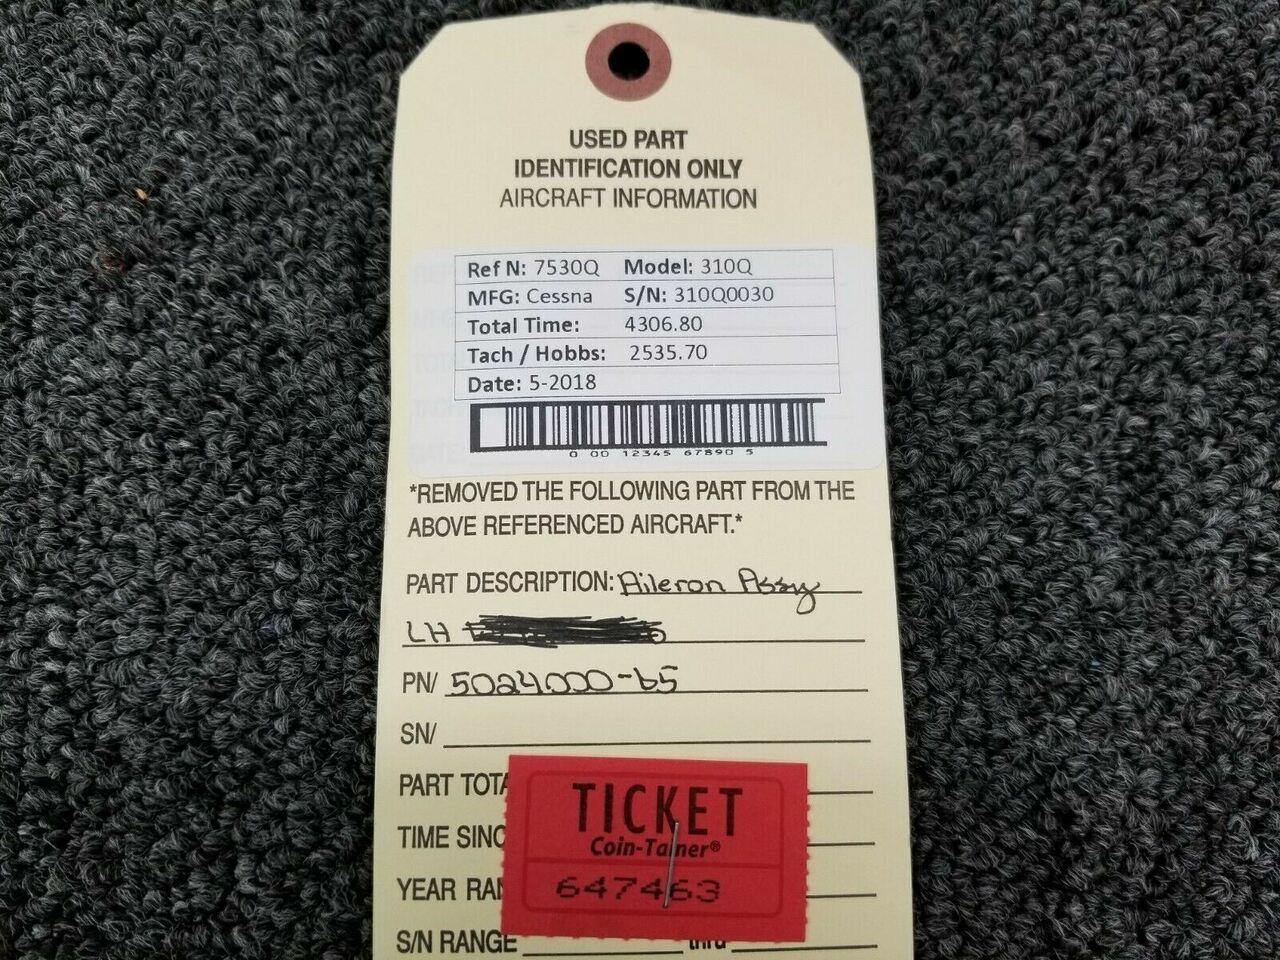 USED PART
IDENTIFICATION ONLY
AIRCRAFT INFORMATION
Ref N: 7530Q Model: 310Q
MFG: Cessna S/N: 310Q0030
Total Time: 4306.80
Tach / Hobbs: 2535.70
Date: 5-2018
0 00 12345 67890 5
*REMOVED THE FOLLOWING PART FROM THE
ABOVE REFERENCED AIRCRAFT.*
PART DESCRIPTION: Aileron Assy
LH
PN/ 5024000-65
SN/
PART TOTA
TIME SINC
YEAR RAN
S/N RANGE thru
TICKET
Coin-Tainer®
647463